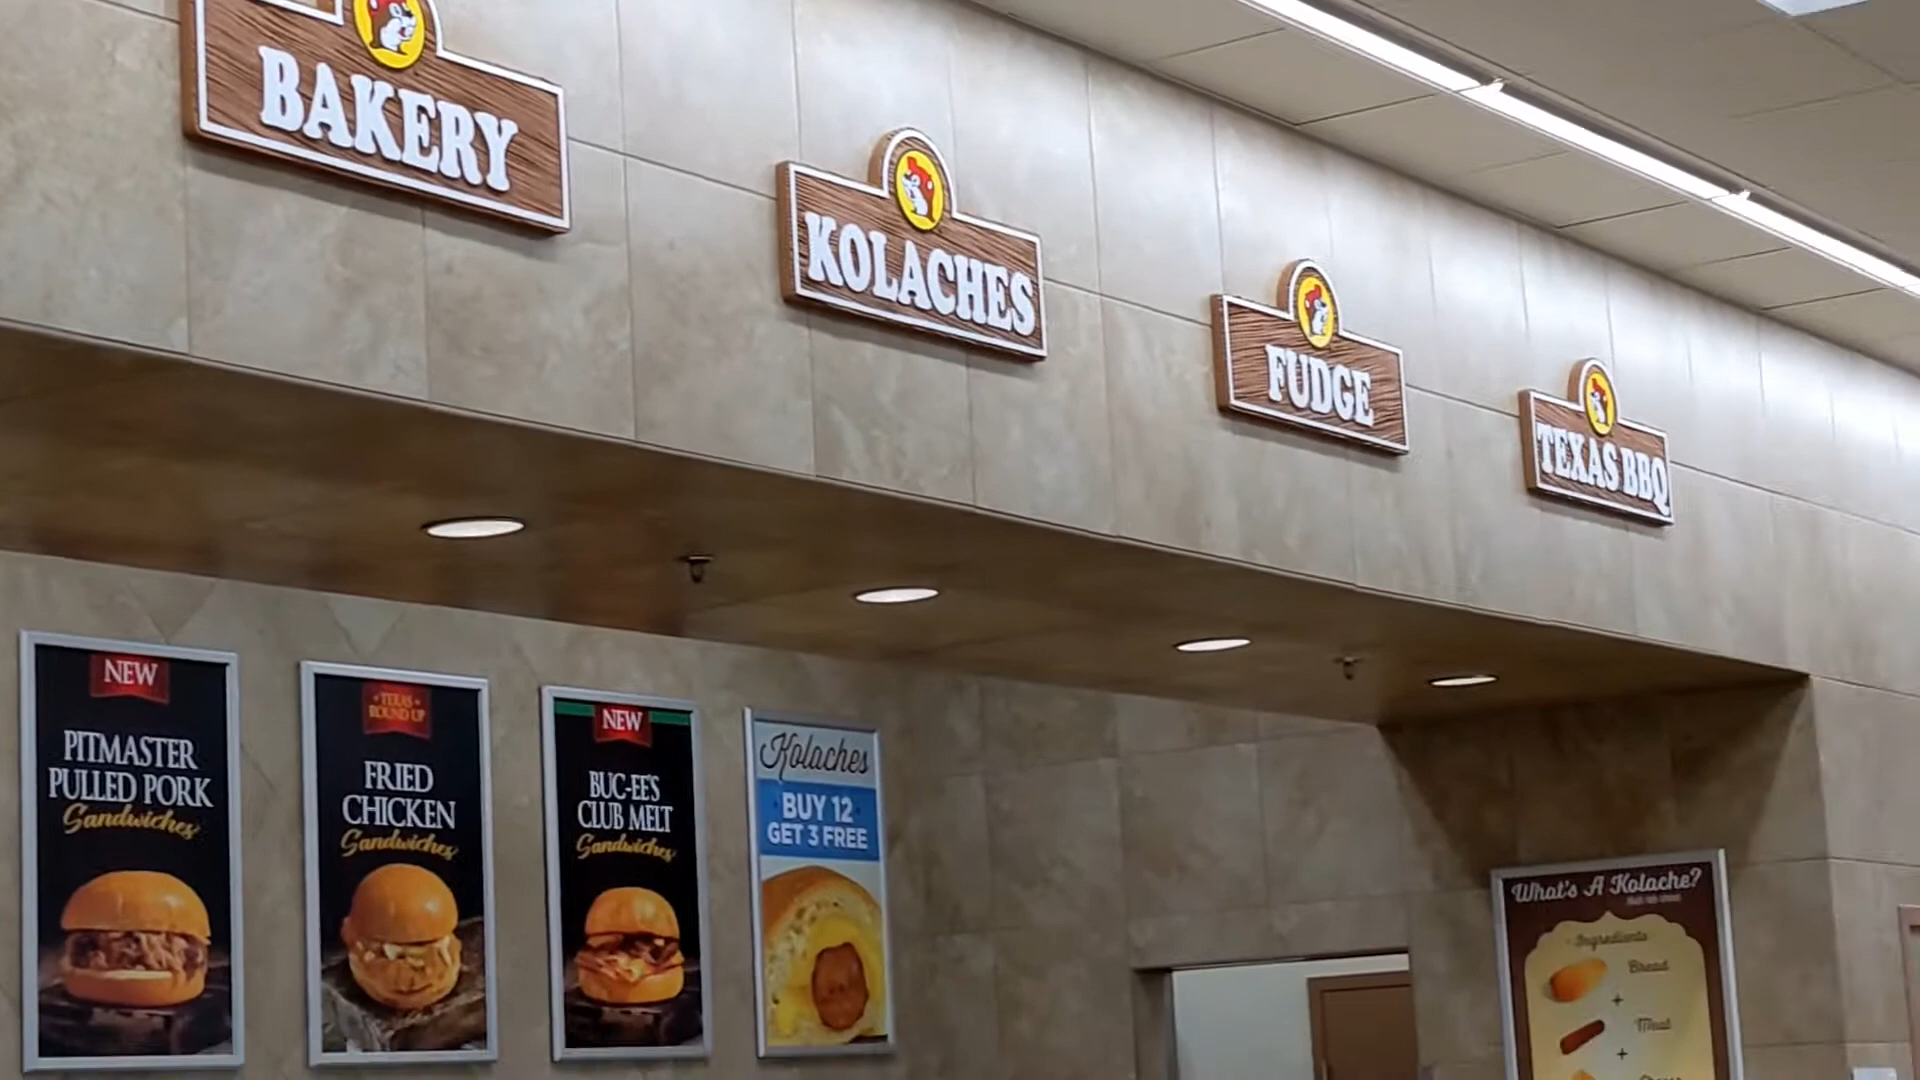 BAKERY
KOLACHES
FUDGE
TEXAS BBQ
NEW
PITMASTER
PULLED PORK
Sandwiches
TEXAS
ROUND UP
FRIED
CHICKEN
Sandwiches
NEW
BUC-EE'S
CLUB MELT
Sandwiches
Kolaches
BUY 12
GET 3 FREE
What's A Kolache?
Ingredients
Bread
+
Meat
+